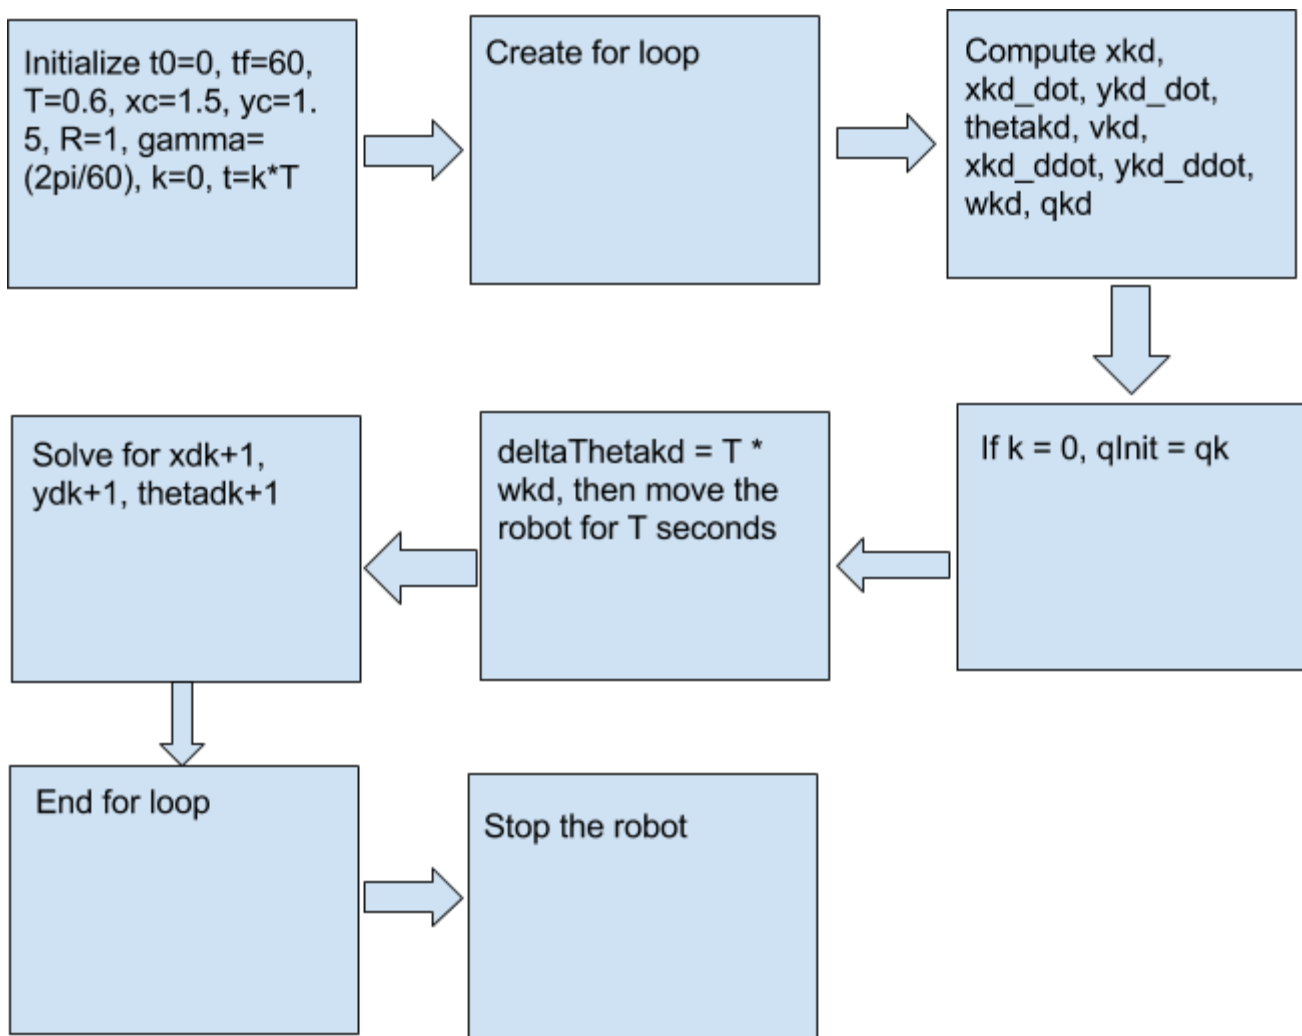 Initialize t0=0, tf=60,
T=0.6, xc=1.5, yc=1.
5, R=1, gamma=
(2pi/60), k=0, t=k*T
Create for loop
Compute xkd,
xkd_dot, ykd_dot,
thetakd, vkd,
xkd_ddot, ykd_ddot,
wkd, qkd
If k = 0, qInit = qk
deltaThetakd = T *
wkd, then move the
robot for T seconds
Solve for xdk+1,
ydk+1, thetadk+1
End for loop
Stop the robot